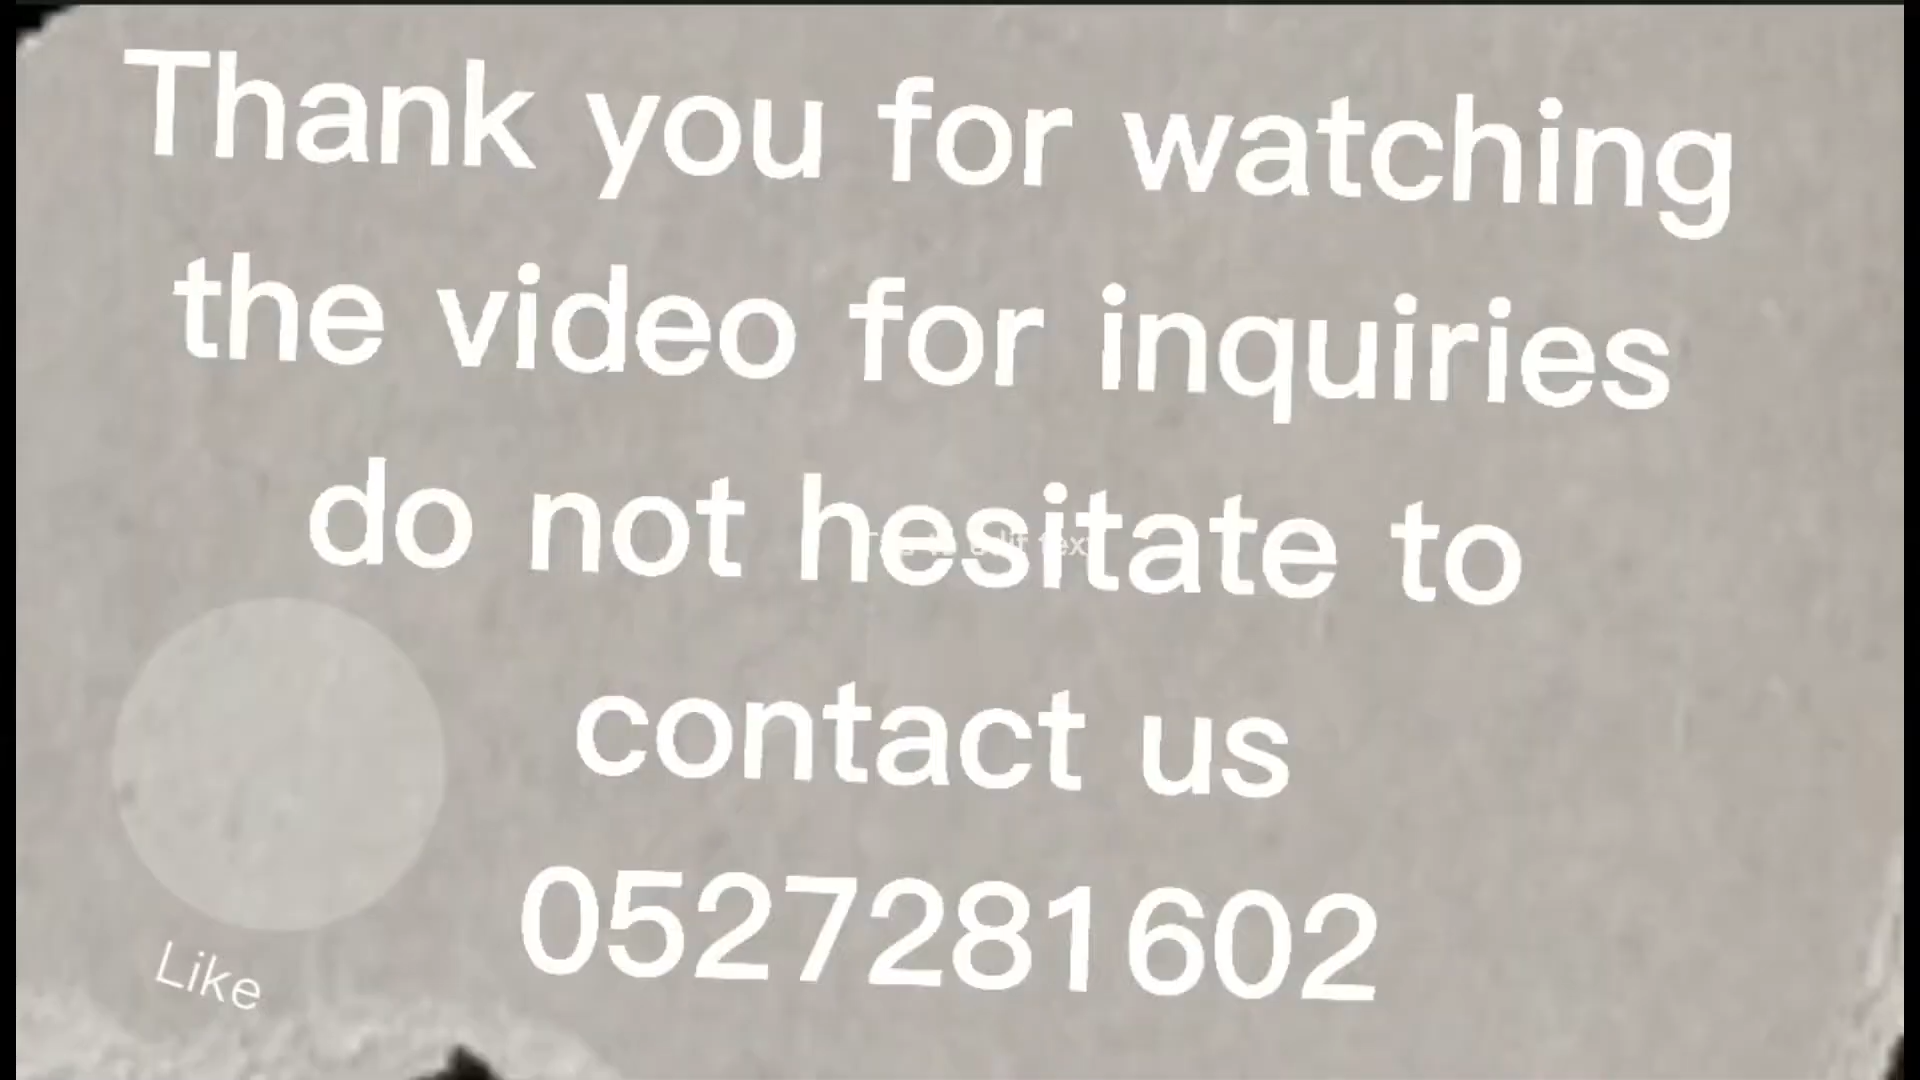 Thank you for watching
the video for inquiries
do not hesitate to
contact us
0527281602
Like